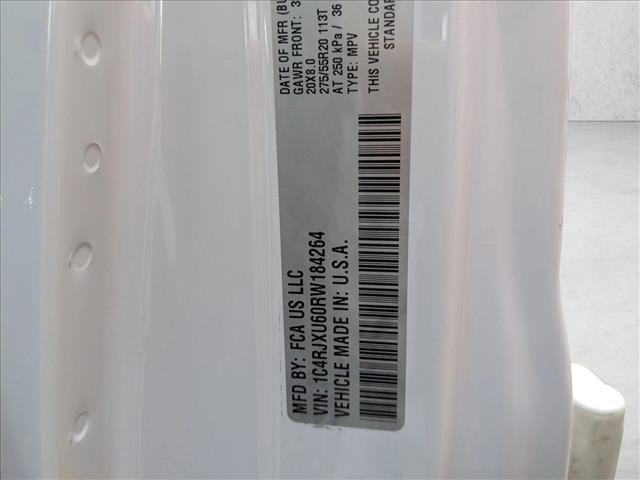 MFD BY: FCA US LLC
DATE OF MFR (BU
GAWR FRONT: 3
20X8.0
275/55R20 113T
AT 250 kPa / 36
TYPE: MPV
THIS VEHICLE CO
STANDAR
VIN: 1C4RJXU60RW184264
VEHICLE MADE IN: U.S.A.